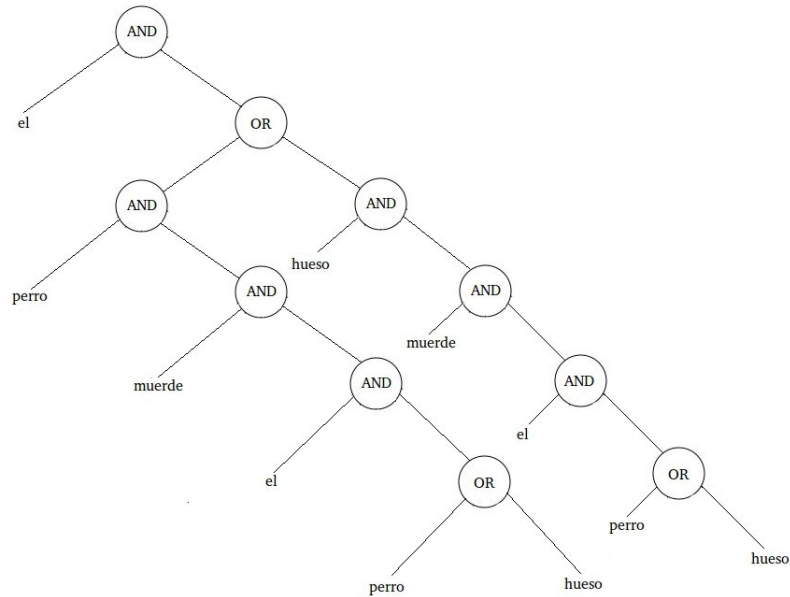 AND
el
OR
AND
AND
hueso
perro
AND
AND
muerde
muerde
AND
AND
el
el
OR
OR
perro
hueso
perro
hueso